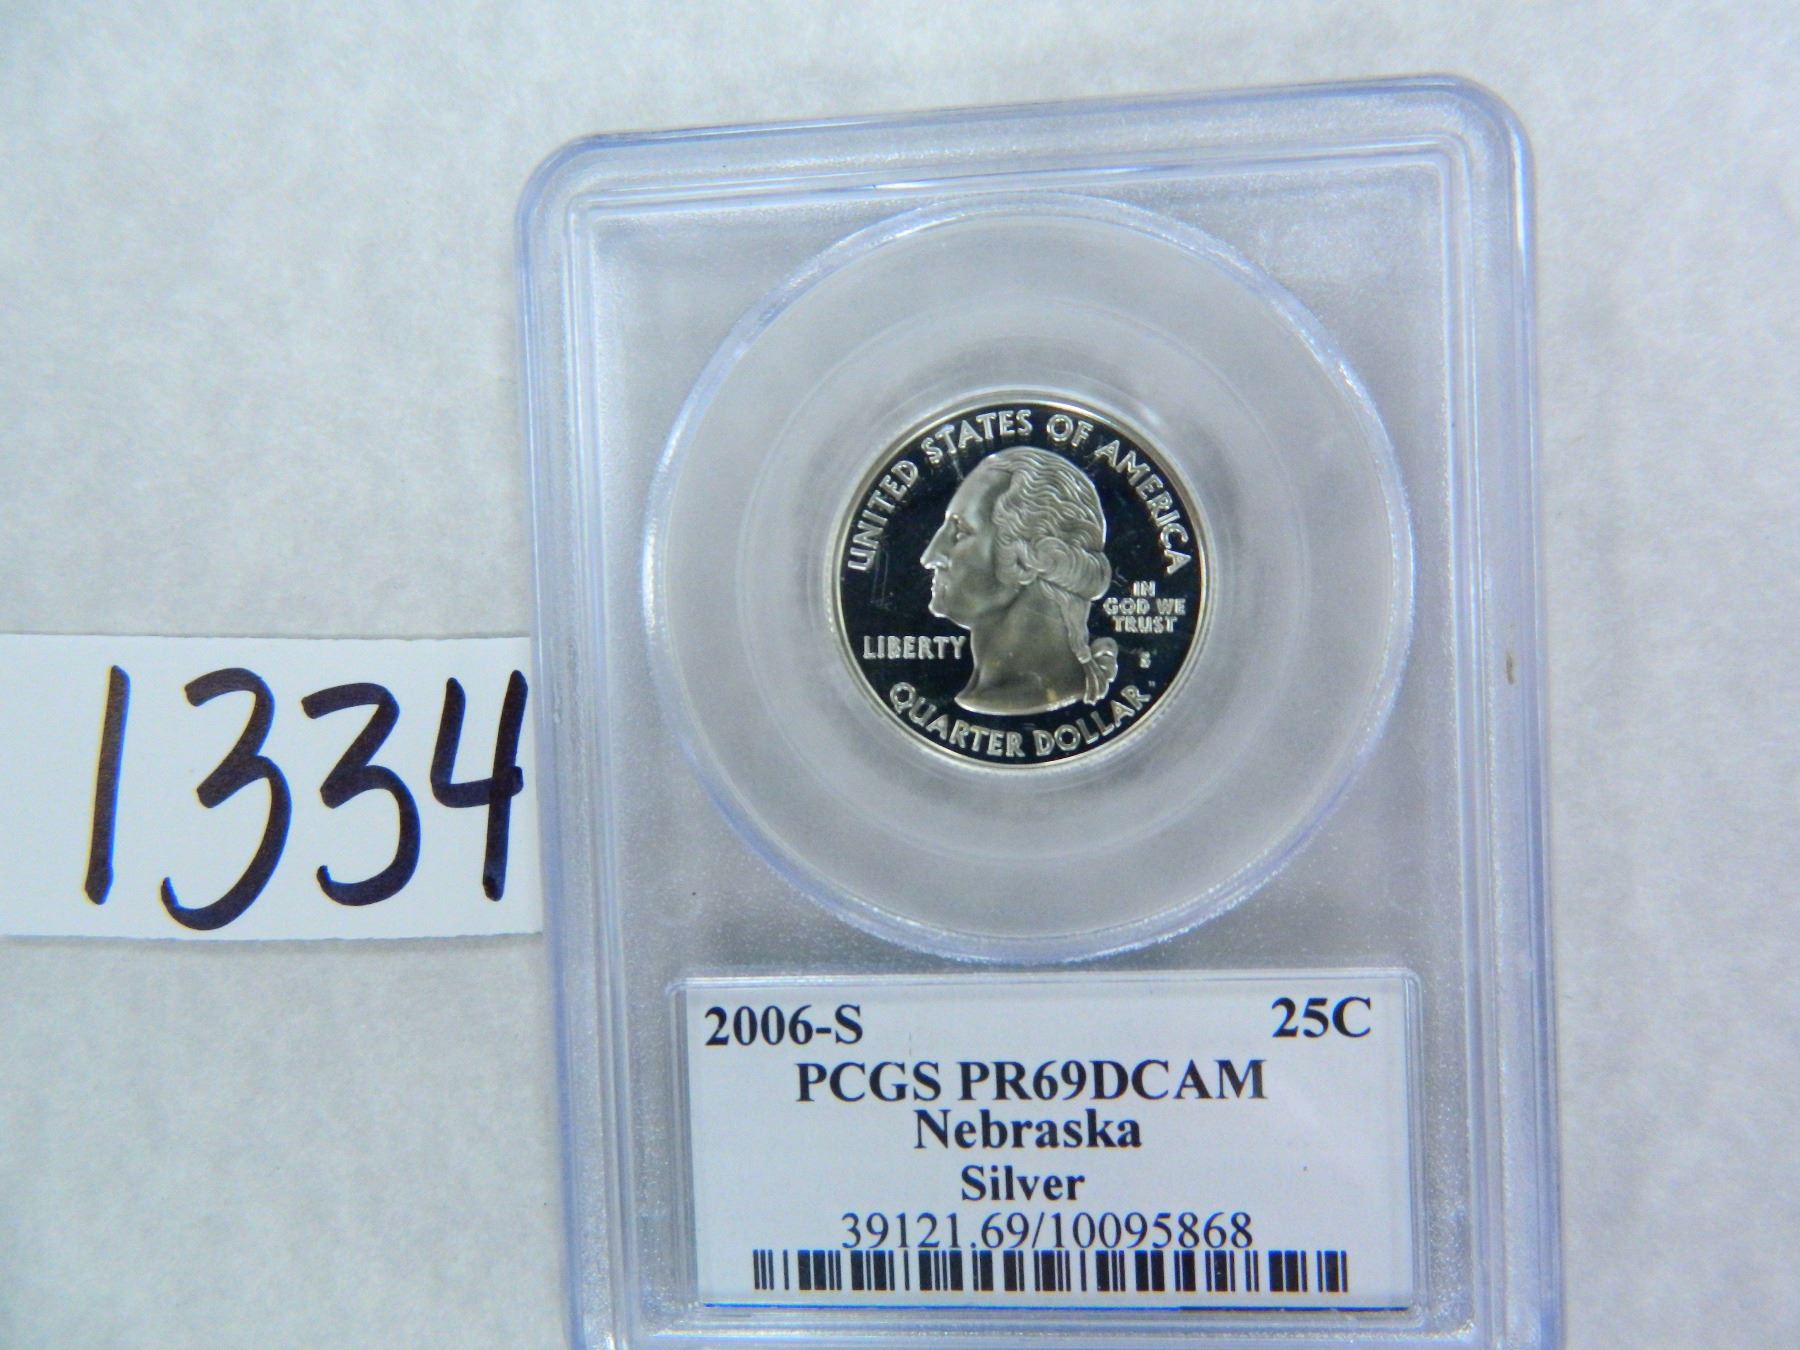 1334
UNITED STATES OF AMERICA
IN
GOD WE
TRUST
LIBERTY
S
QUARTER DOLLAR
2006-S 25C
PCGS PR69DCAM
Nebraska
Silver
39121.69/10095868